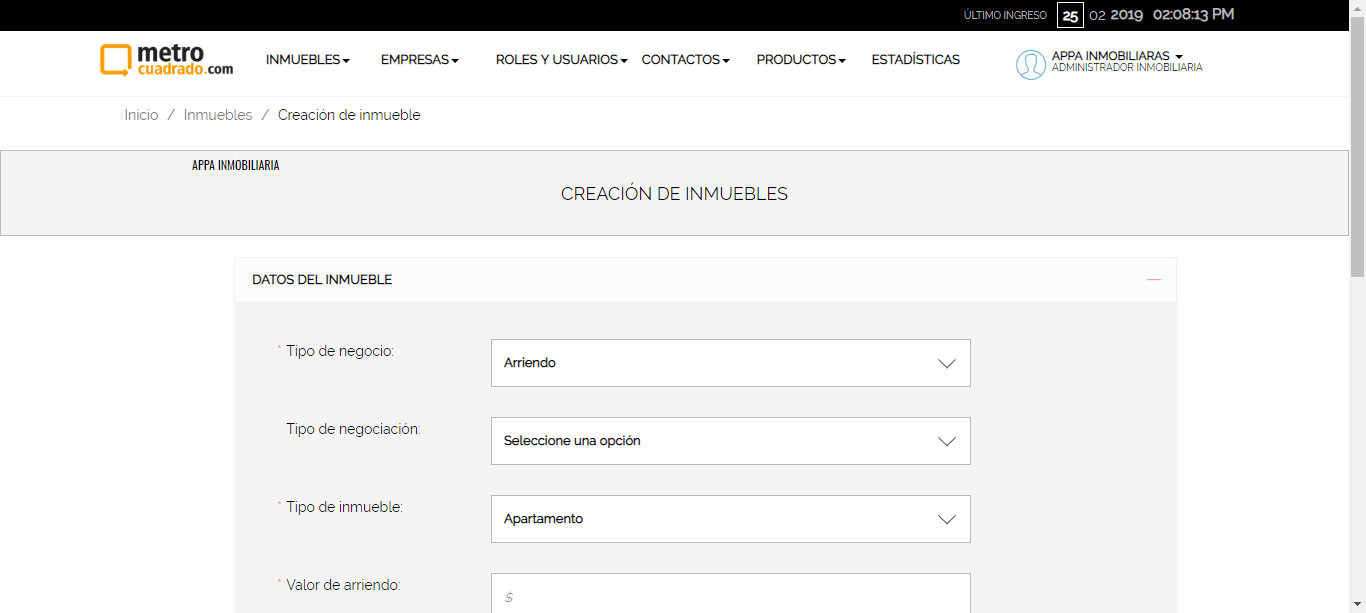 ÚLTIMO INGRESO 25 02 2019 02:08:13 PM
metro
cuadrado.com
INMUEBLES EMPRESAS ROLES Y USUARIOS CONTACTOS PRODUCTOS ESTADÍSTICAS
APPA INMOBILIARAS
ADMINISTRADOR INMOBILIARIA
Inicio / Inmuebles / Creación de inmueble
APPA INMOBILIARIA
CREACIÓN DE INMUEBLES
DATOS DEL INMUEBLE
* Tipo de negocio: Arriendo
Tipo de negociación: Seleccione una opción
* Tipo de inmueble: Apartamento
* Valor de arriendo: $